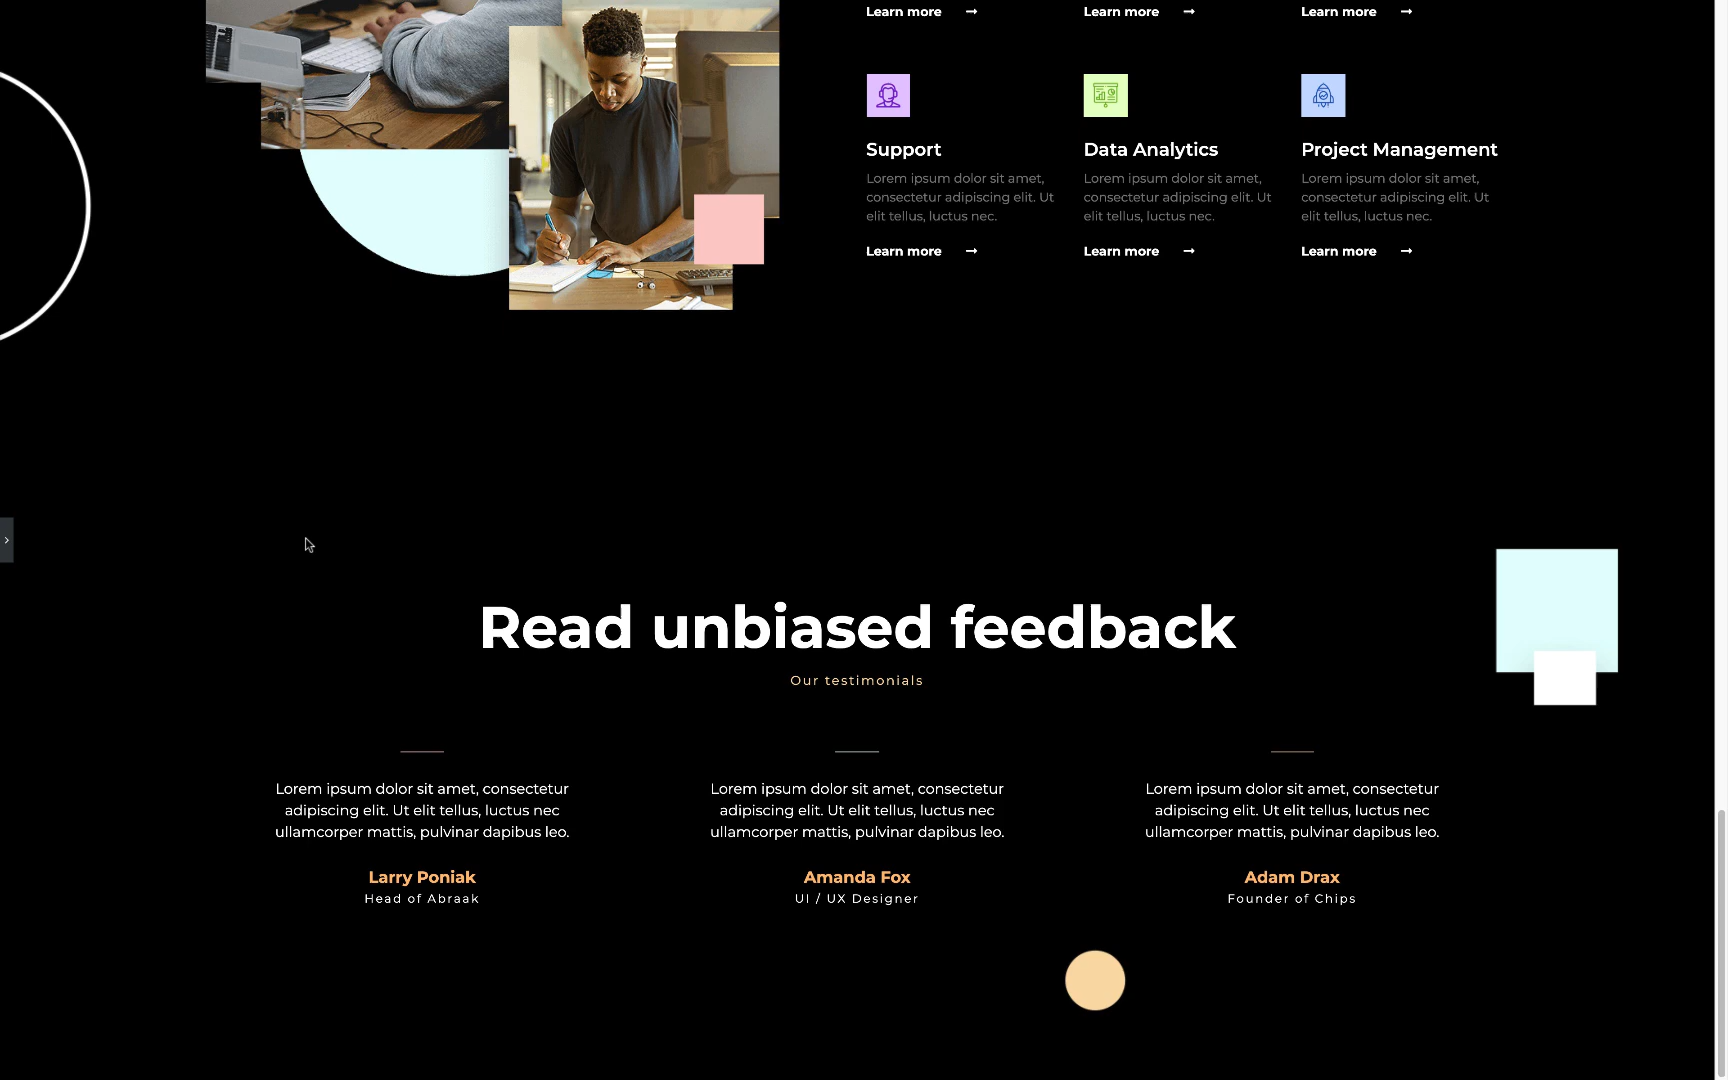 Learn more
Learn more
Learn more
Support
Lorem ipsum dolor sit amet,
consectetur adipiscing elit. Ut
elit tellus, luctus nec.
Learn more
Data Analytics
Lorem ipsum dolor sit amet,
consectetur adipiscing elit. Ut
elit tellus, luctus nec.
Learn more
Project Management
Lorem ipsum dolor sit amet,
consectetur adipiscing elit. Ut
elit tellus, luctus nec.
Learn more
Read unbiased feedback
Our testimonials
Lorem ipsum dolor sit amet, consectetur
adipiscing elit. Ut elit tellus, luctus nec
ullamcorper mattis, pulvinar dapibus leo.
Larry Poniak
Head of Abraak
Lorem ipsum dolor sit amet, consectetur
adipiscing elit. Ut elit tellus, luctus nec
ullamcorper mattis, pulvinar dapibus leo.
Amanda Fox
UI / UX Designer
Lorem ipsum dolor sit amet, consectetur
adipiscing elit. Ut elit tellus, luctus nec
ullamcorper mattis, pulvinar dapibus leo.
Adam Drax
Founder of Chips